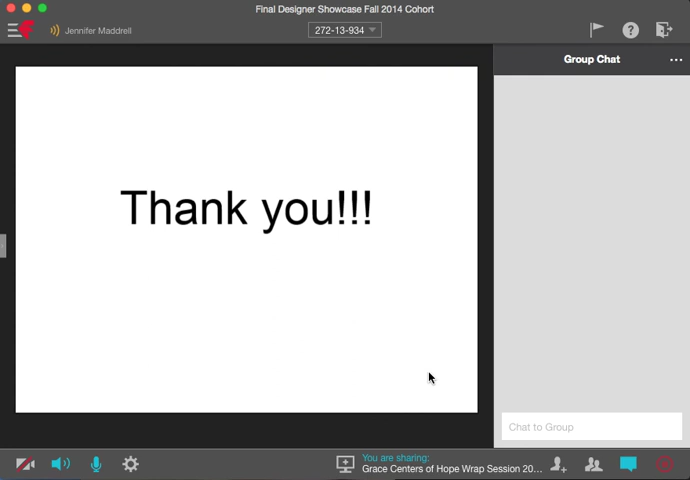 Final Designer Showcase Fall 2014 Cohort
Jennifer Maddrell
272-13-934
Group Chat
Thank you!!!
Chat to Group
You are sharing:
Grace Centers of Hope Wrap Session 20...